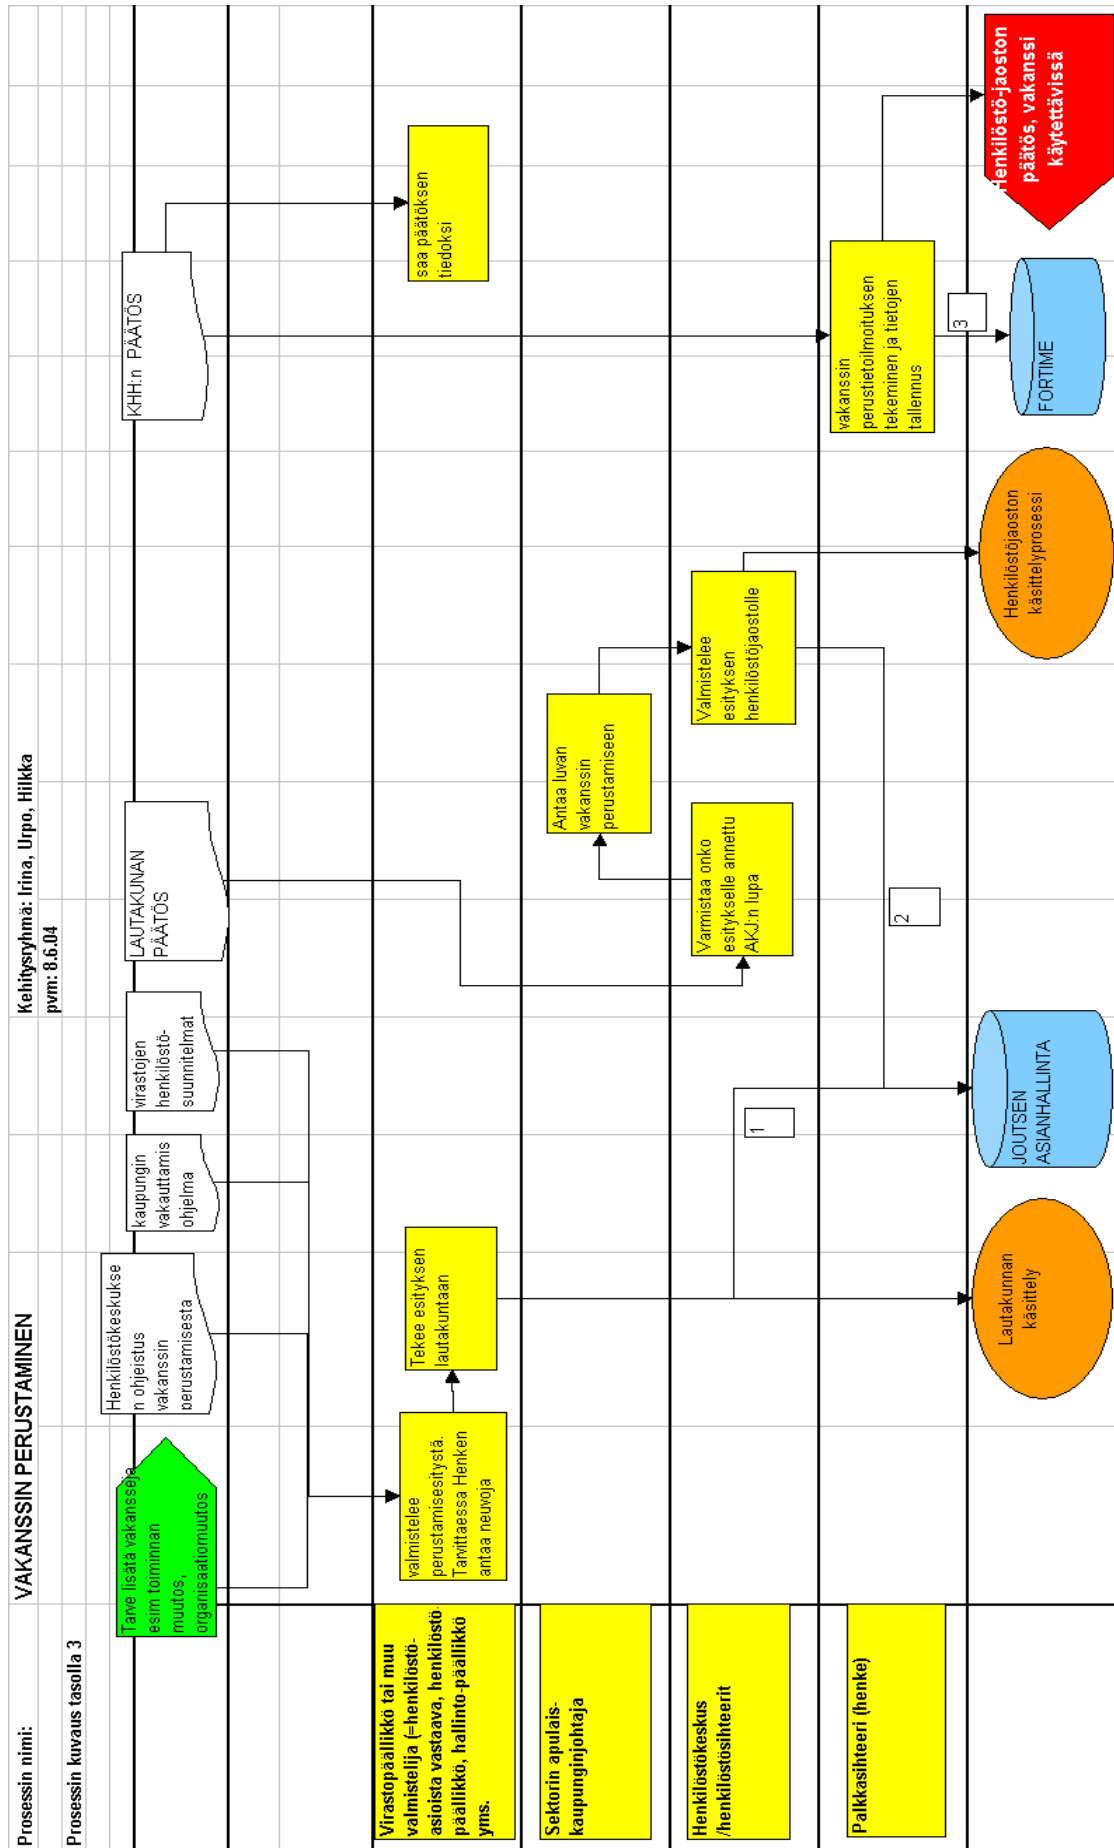 Prosessin nimi:
VAKANSSIN PERUSTAMINEN
Kehitysryhmä: Irina, Urpo, Hilkka
pvm: 8.6.04
Prosessin kuvaus tasolla 3
Tarve lisätä vakansseja
esim toiminnan
muutos,
organisaatiomuutos
Henkilöstökeskukse
n ohjeistus
vakanssin
perustamisesta
kaupungin
vakauttamis
ohjelma
virastojen
henkilöstö-
suunnitelmat
LAUTAKUNAN
PÄÄTÖS
KHH:n PÄÄTÖS
Virastopäällikkö tai muu
valmistelija (=henkilöstö-
asioista vastaava, henkilöstö-
päällikkö, hallinto-päällikkö
yms.
valmistelee
perustamisesitystä.
Tarvittaessa Henken
antaa neuvoja
Tekee esityksen
lautakuntaan
saa päätöksen
tiedoksi
Sektorin apulais-
kaupunginjohtaja
Antaa luvan
vakanssin
perustamiseen
Henkilöstökeskus
/henkilöstösihteerit
Varmistaa onko
esitykselle annettu
AKJ:n lupa
Valmistelee
esityksen
henkilöstöjaostolle
1
Palkkasihteeri (henke)
2
vakanssin
perustietoilmoituksen
tekeminen ja tietojen
tallennus
3
Lautakunnan
käsittely
JOUTSEN
ASIANHALLINTA
Henkilöstöjaoston
käsittelyprosessi
FORTIME
Henkilöstö-jaoston
päätös, vakanssi
käytettävissä